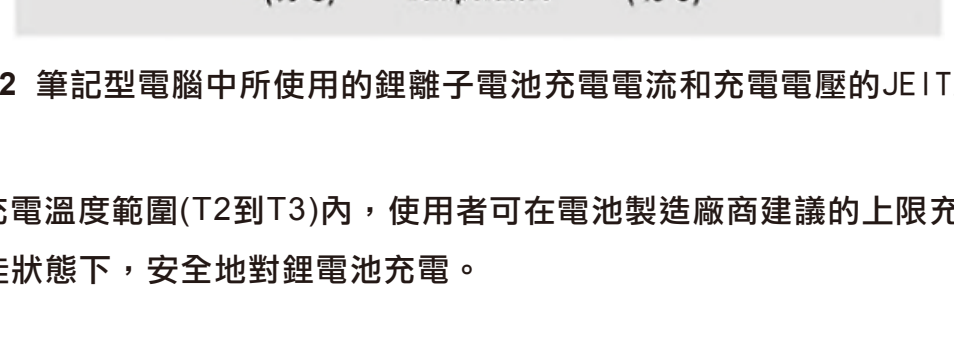 2 筆記型電腦中所使用的鋰離子電池充電電流和充電電壓的JEIT
電溫度範圍(T2到T3)內，使用者可在電池製造廠商建議的上限充
狀態下，安全地對鋰電池充電。